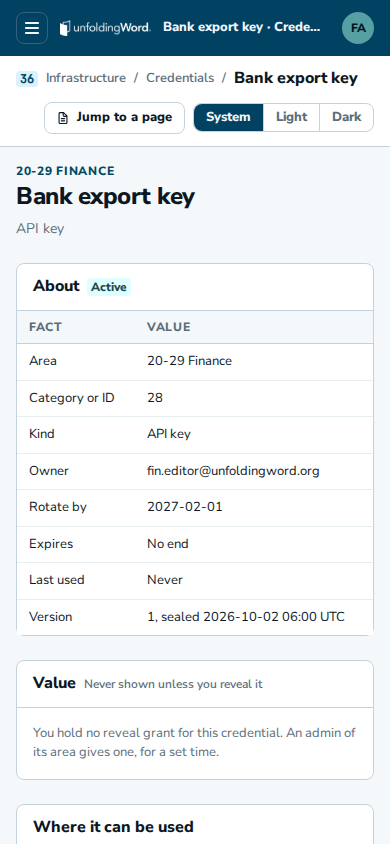 unfoldingWord. Bank export key · Crede... FA
36 Infrastructure / Credentials / Bank export key
Jump to a page System Light Dark
20-29 FINANCE
Bank export key
API key
About Active
FACT VALUE
Area 20-29 Finance
Category or ID 28
Kind API key
Owner fin.editor@unfoldingword.org
Rotate by 2027-02-01
Expires No end
Last used Never
Version 1, sealed 2026-10-02 06:00 UTC
Value Never shown unless you reveal it
You hold no reveal grant for this credential. An admin of
its area gives one, for a set time.
Where it can be used